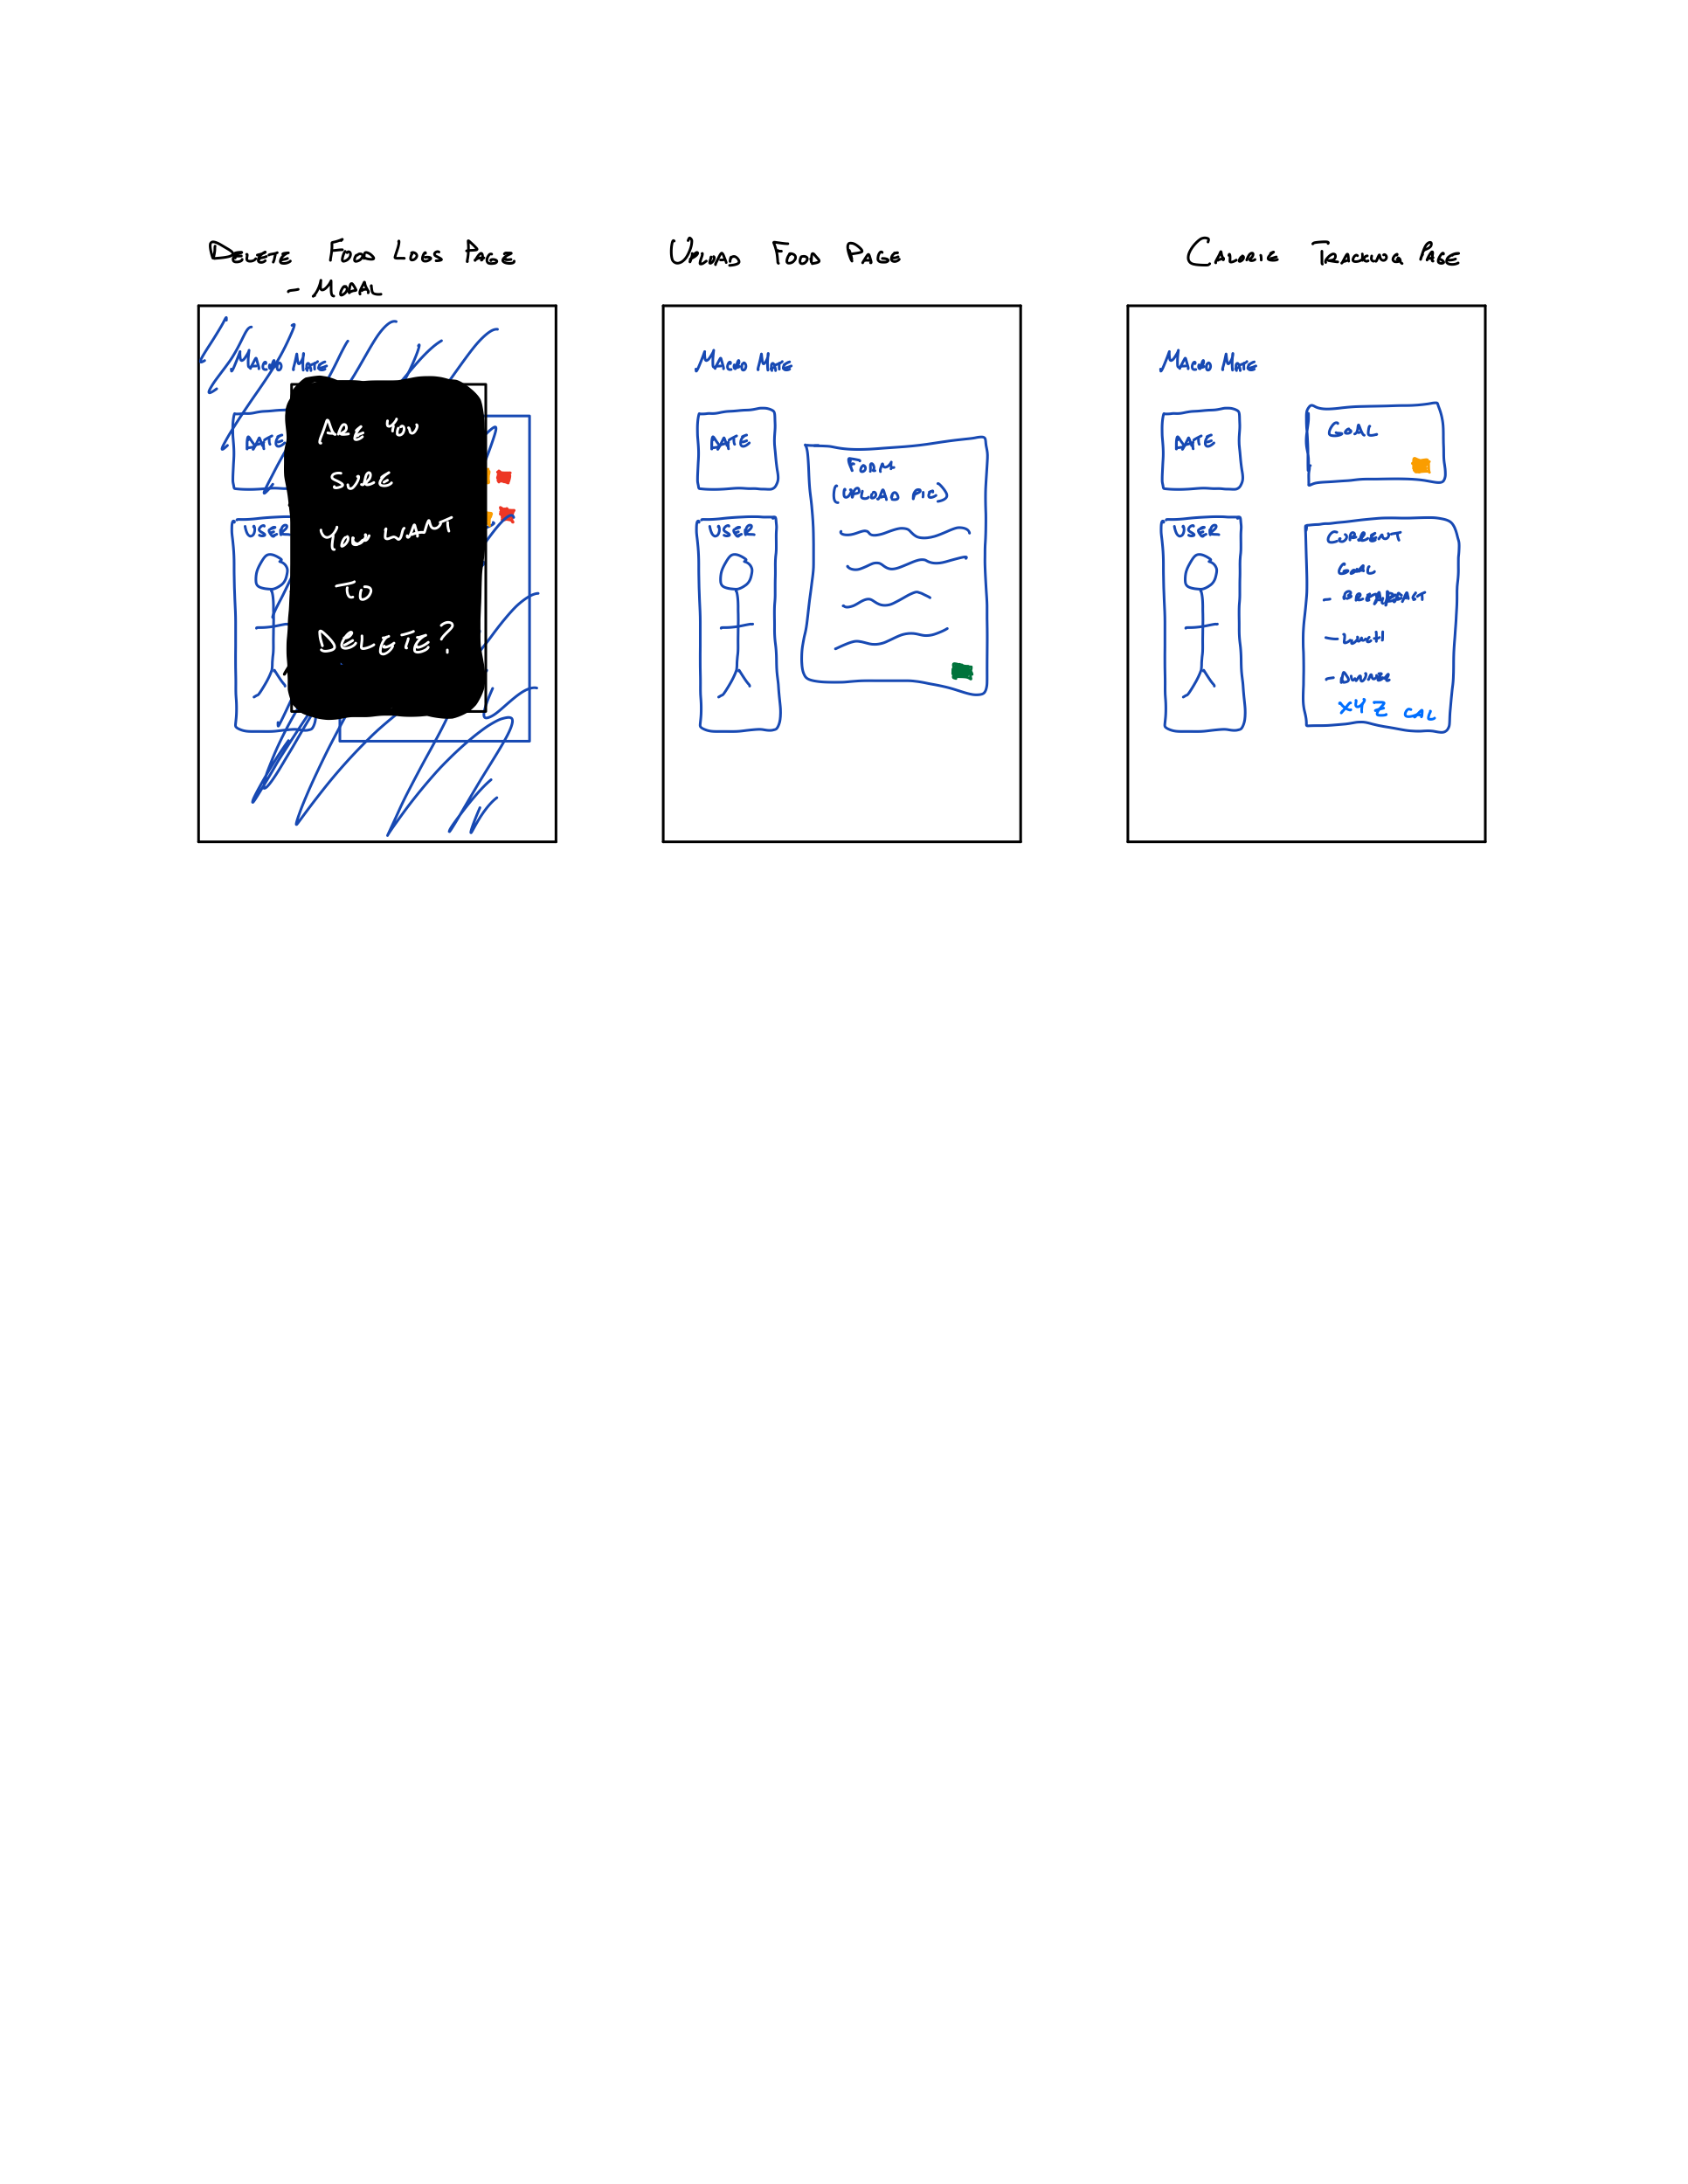 DELETE FOOD LOGS PAGE
- MODAL
MACRO MATE
DATE
USER
ARE YOU
SURE
YOU WANT
TO
DELETE?
UPLOAD FOOD PAGE
MACRO MATE
DATE
USER
FORM
(UPLOAD PIC)
CALORIE TRACKING PAGE
MACRO MATE
DATE
USER
GOAL
CURRENT
GOAL
- BREAKFAST
- LUNCH
- DINNER
XYZ CAL